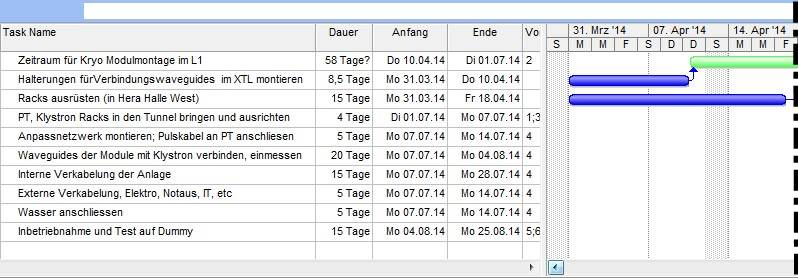 Task Name Dauer Anfang Ende Vo 31. Mrz '14 07. Apr '14 14. Apr '14
S M M F S D D S M M F
Zeitraum für Kryo Modulmontage im L1 58 Tage? Do 10.04.14 Di 01.07.14 2
Halterungen fürVerbindungswaveguides im XTL montieren 8,5 Tage Mo 31.03.14 Do 10.04.14
Racks ausrüsten (in Hera Halle West) 15 Tage Mo 31.03.14 Fr 18.04.14
PT, Klystron Racks in den Tunnel bringen und ausrichten 4 Tage Di 01.07.14 Mo 07.07.14 1;3
Anpassnetzwerk montieren; Pulskabel an PT anschliesen 5 Tage Mo 07.07.14 Mo 14.07.14 4
Waveguides der Module mit Klystron verbinden, einmessen 20 Tage Mo 07.07.14 Mo 04.08.14 4
Interne Verkabelung der Anlage 15 Tage Mo 07.07.14 Mo 28.07.14 4
Externe Verkabelung, Elektro, Notaus, IT, etc 5 Tage Mo 07.07.14 Mo 14.07.14 4
Wasser anschliessen 5 Tage Mo 07.07.14 Mo 14.07.14 4
Inbetriebnahme und Test auf Dummy 15 Tage Mo 04.08.14 Mo 25.08.14 5;6